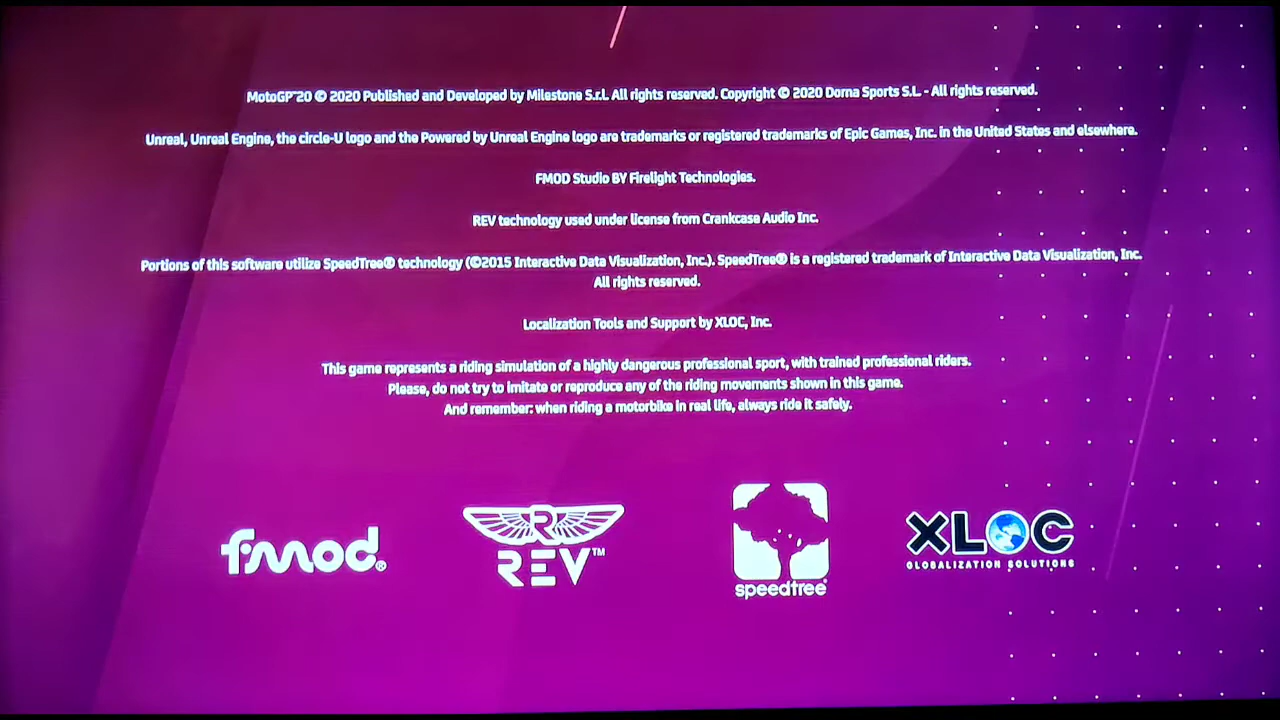 MotoGP™20 © 2020 Published and Developed by Milestone S.r.l. All rights reserved. Copyright © 2020 Dorna Sports S.L. - All rights reserved.
Unreal, Unreal Engine, the circle-U logo and the Powered by Unreal Engine logo are trademarks or registered trademarks of Epic Games, Inc. in the United States and elsewhere.
FMOD Studio BY Firelight Technologies.
REV technology used under license from Crankcase Audio Inc.
Portions of this software utilize SpeedTree® technology (©2015 Interactive Data Visualization, Inc.). SpeedTree® is a registered trademark of Interactive Data Visualization, Inc.
All rights reserved.
Localization Tools and Support by XLOC, Inc.
This game represents a riding simulation of a highly dangerous professional sport, with trained professional riders.
Please, do not try to imitate or reproduce any of the riding movements shown in this game.
And remember: when riding a motorbike in real life, always ride it safely.
fmod®
R
REV™
speedtree®
XLOC
GLOBALIZATION SOLUTIONS